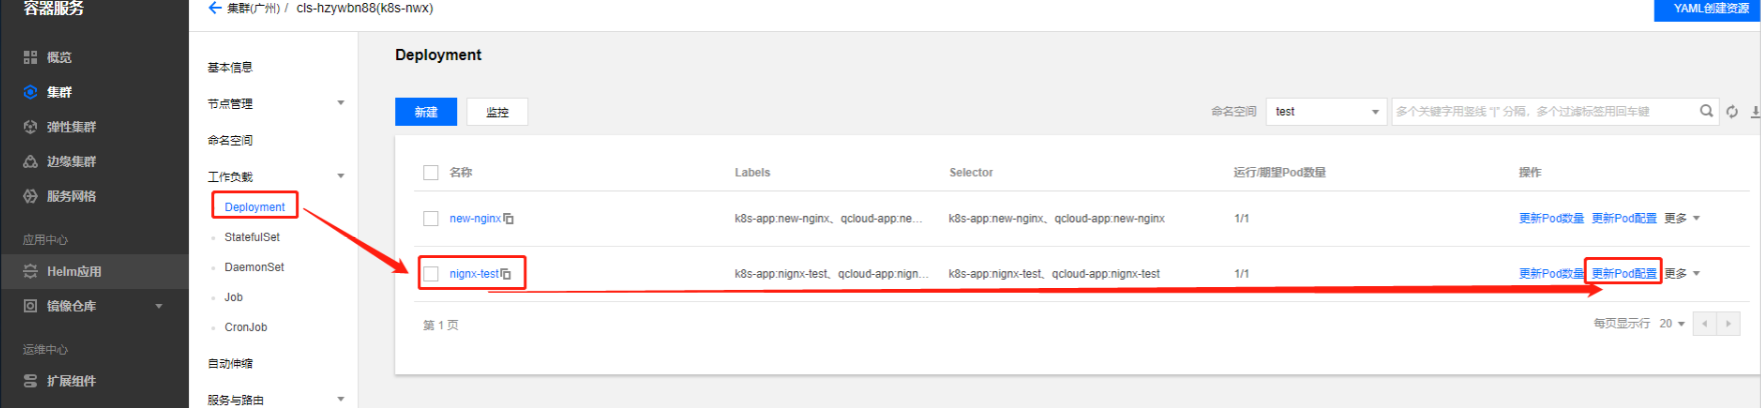 容器服务
概览
集群
弹性集群
边缘集群
服务网格
应用中心
Helm应用
镜像仓库
运维中心
扩展组件
集群(广州) / cls-hzywbn88(k8s-nwx)
YAML创建资源
基本信息
节点管理
命名空间
工作负载
Deployment
StatefulSet
DaemonSet
Job
CronJob
自动伸缩
服务与路由
Deployment
新建 监控 命名空间 test 多个关键字用竖线 "|" 分隔，多个过滤标签用回车键
名称 Labels Selector 运行/期望Pod数量 操作
new-nginx k8s-app:new-nginx、qcloud-app:ne... k8s-app:new-nginx、qcloud-app:new-nginx 1/1 更新Pod数量 更新Pod配置 更多
nignx-test k8s-app:nignx-test、qcloud-app:nign... k8s-app:nignx-test、qcloud-app:nignx-test 1/1 更新Pod数量 更新Pod配置 更多
第 1 页 每页显示行 20